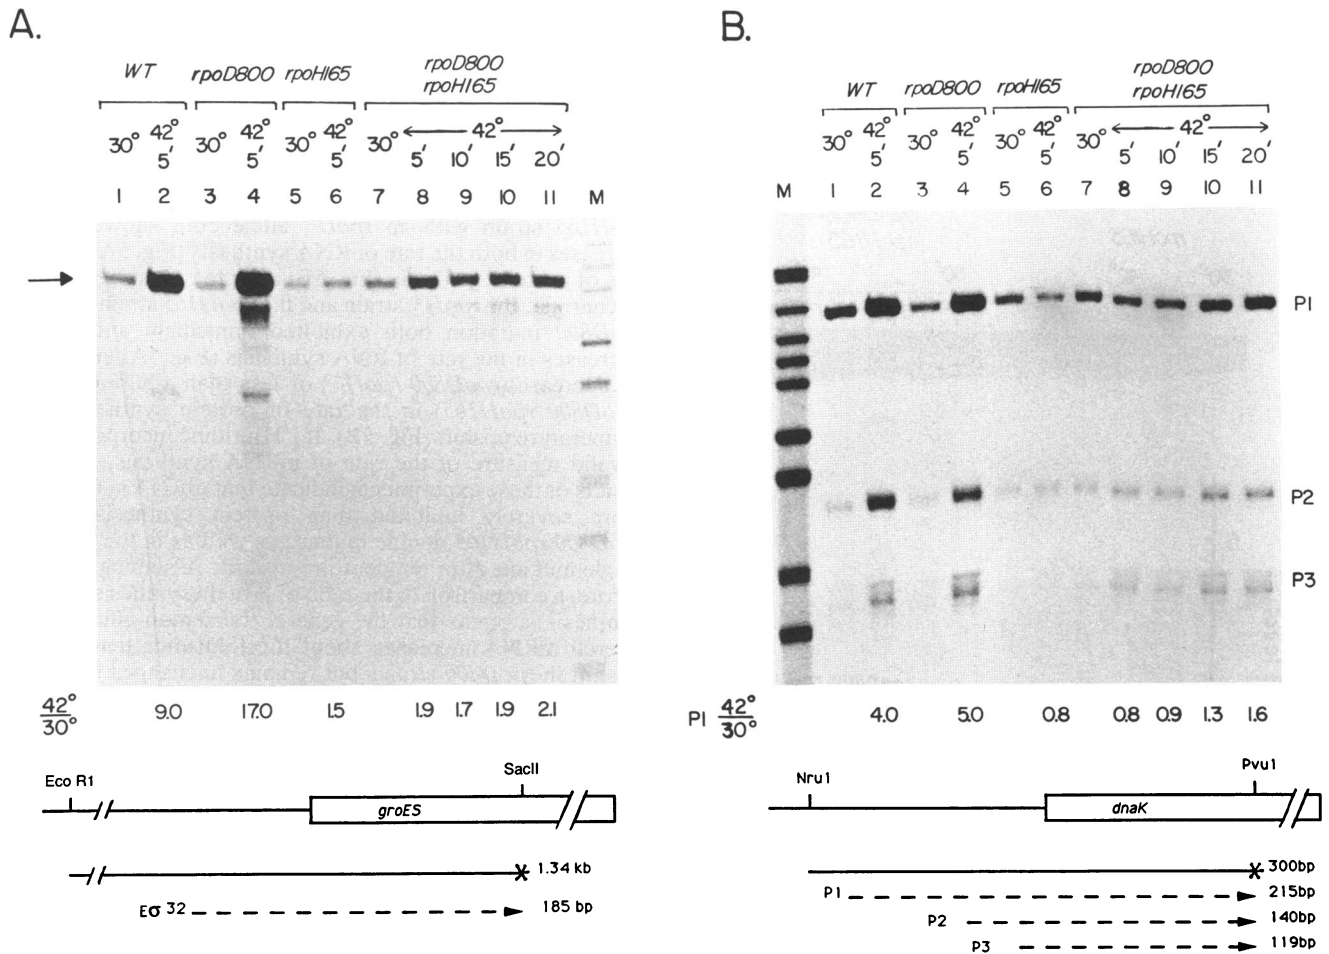 A.
WT rpoD800 rpoH165 rpoD800
rpoH165
30° 42° 30° 42° 30° 42° 30° 42°
5' 5' 5' 5' 10' 15' 20'
1 2 3 4 5 6 7 8 9 10 11 M
42°
30° 9.0 17.0 1.5 1.9 1.7 1.9 2.1
Eco R1 SacII
groES
1.34 kb
Eσ 32 185 bp
B.
WT rpoD800 rpoH165 rpoD800
rpoH165
30° 42° 30° 42° 30° 42° 30° 42°
5' 5' 5' 5' 10' 15' 20'
M 1 2 3 4 5 6 7 8 9 10 11
P1
P2
P3
P1 42°
30° 4.0 5.0 0.8 0.8 0.9 1.3 1.6
Nru1 Pvu1
dnaK
300bp
P1 215bp
P2 140bp
P3 119bp